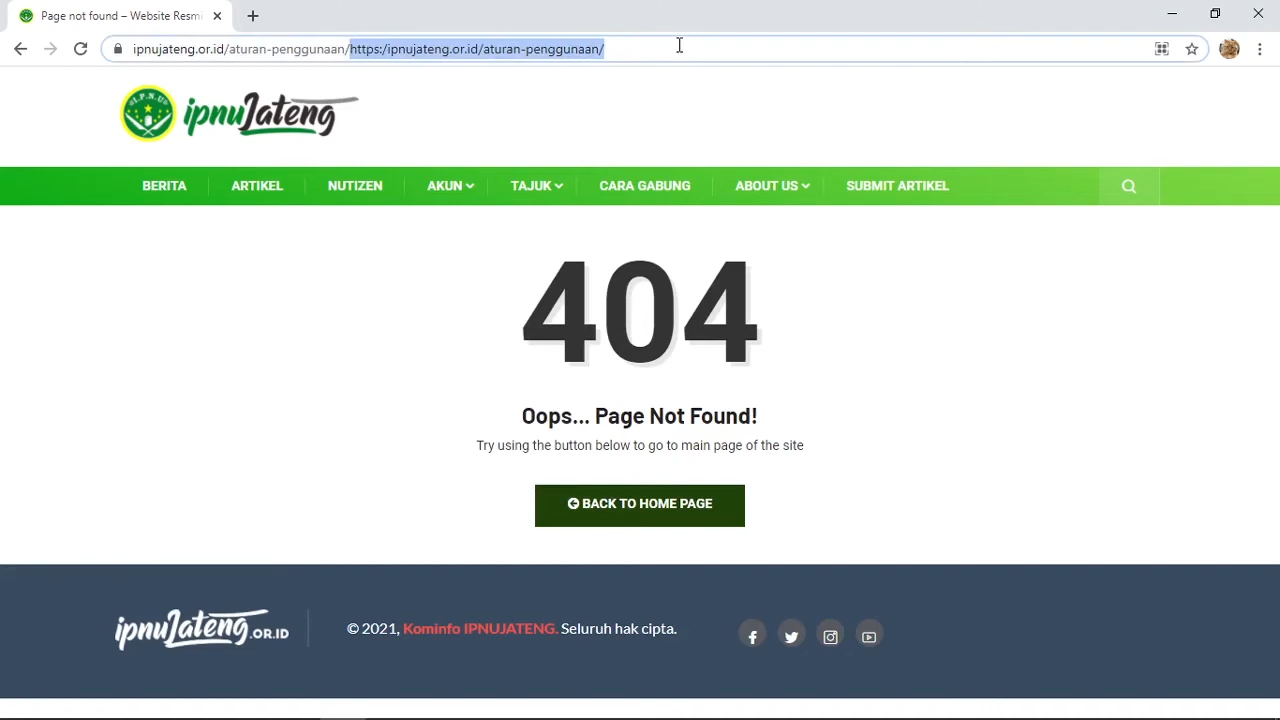 Page not found – Website Resmi
ipnujateng.or.id/aturan-penggunaan/https:/ipnujateng.or.id/aturan-penggunaan/
I.P.N.U
ipnuJateng
BERITA
ARTIKEL
NUTIZEN
AKUN
TAJUK
CARA GABUNG
ABOUT US
SUBMIT ARTIKEL
404
Oops... Page Not Found!
Try using the button below to go to main page of the site
BACK TO HOME PAGE
ipnuJateng.OR.ID
© 2021, Kominfo IPNUJATENG. Seluruh hak cipta.